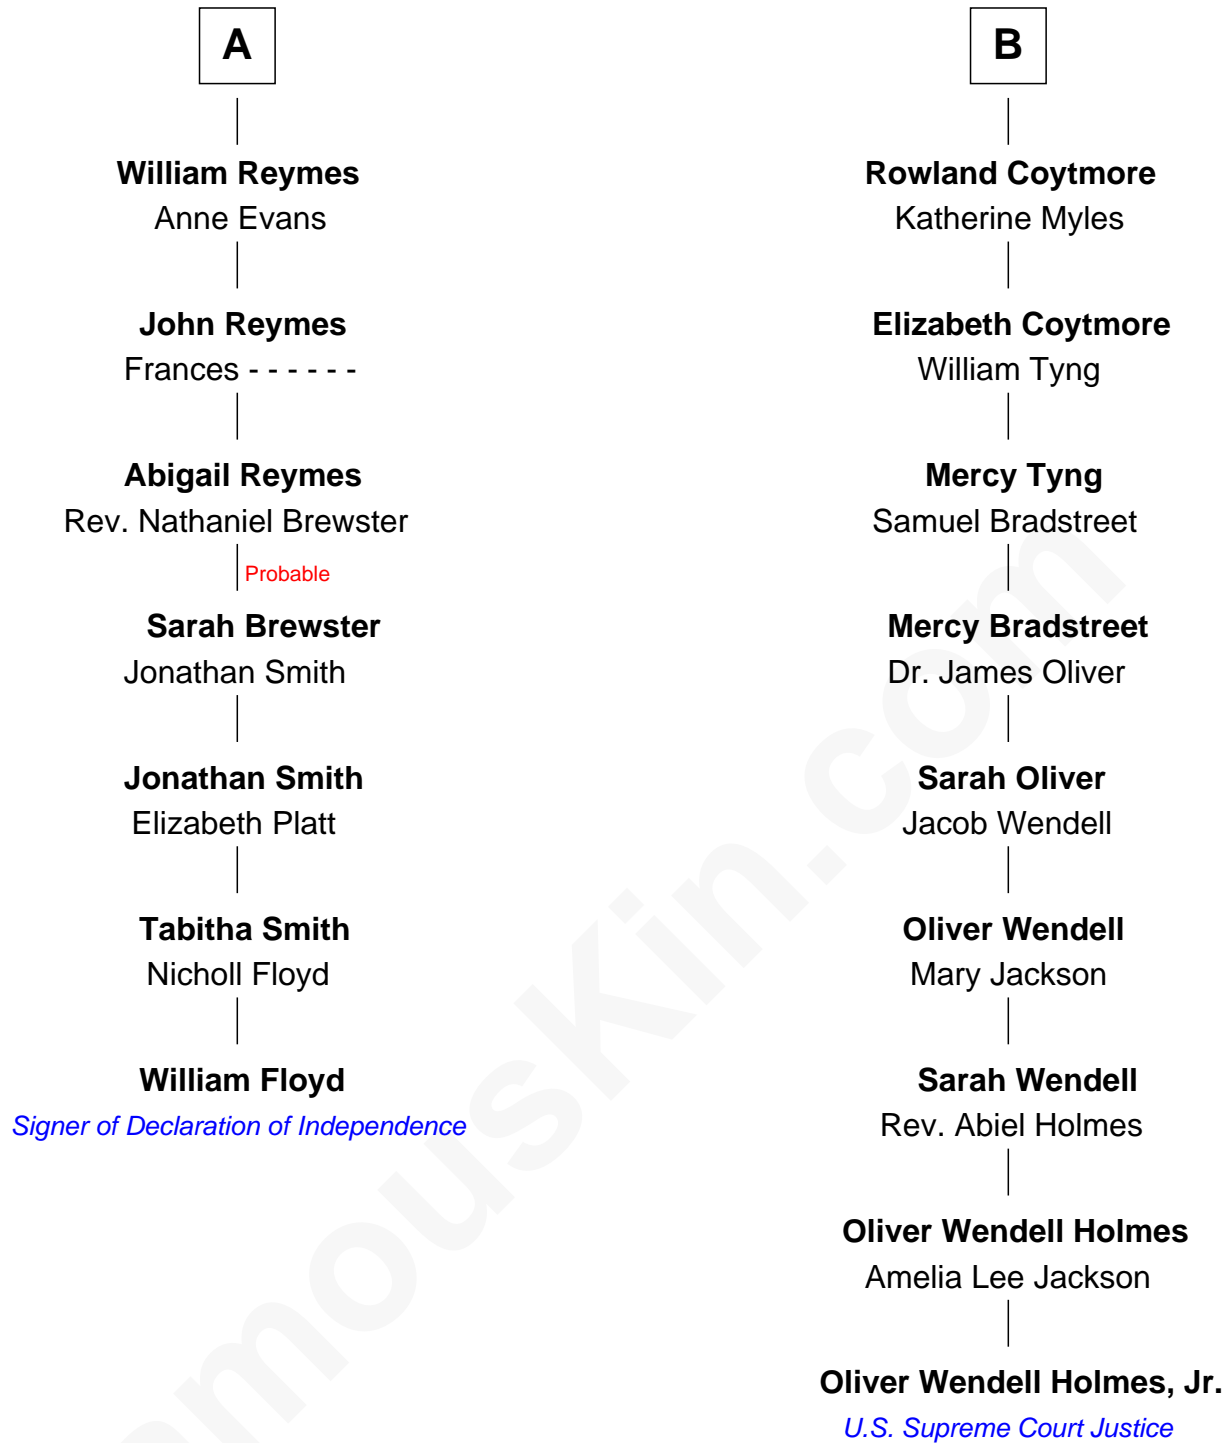 A
William Reymes
Anne Evans
John Reymes
Frances - - - - - -
Abigail Reymes
Rev. Nathaniel Brewster
Probable
Sarah Brewster
Jonathan Smith
Jonathan Smith
Elizabeth Platt
Tabitha Smith
Nicholl Floyd
William Floyd
Signer of Declaration of Independence
B
Rowland Coytmore
Katherine Myles
Elizabeth Coytmore
William Tyng
Mercy Tyng
Samuel Bradstreet
Mercy Bradstreet
Dr. James Oliver
Sarah Oliver
Jacob Wendell
Oliver Wendell
Mary Jackson
Sarah Wendell
Rev. Abiel Holmes
Oliver Wendell Holmes
Amelia Lee Jackson
Oliver Wendell Holmes, Jr.
U.S. Supreme Court Justice
amousKin.com